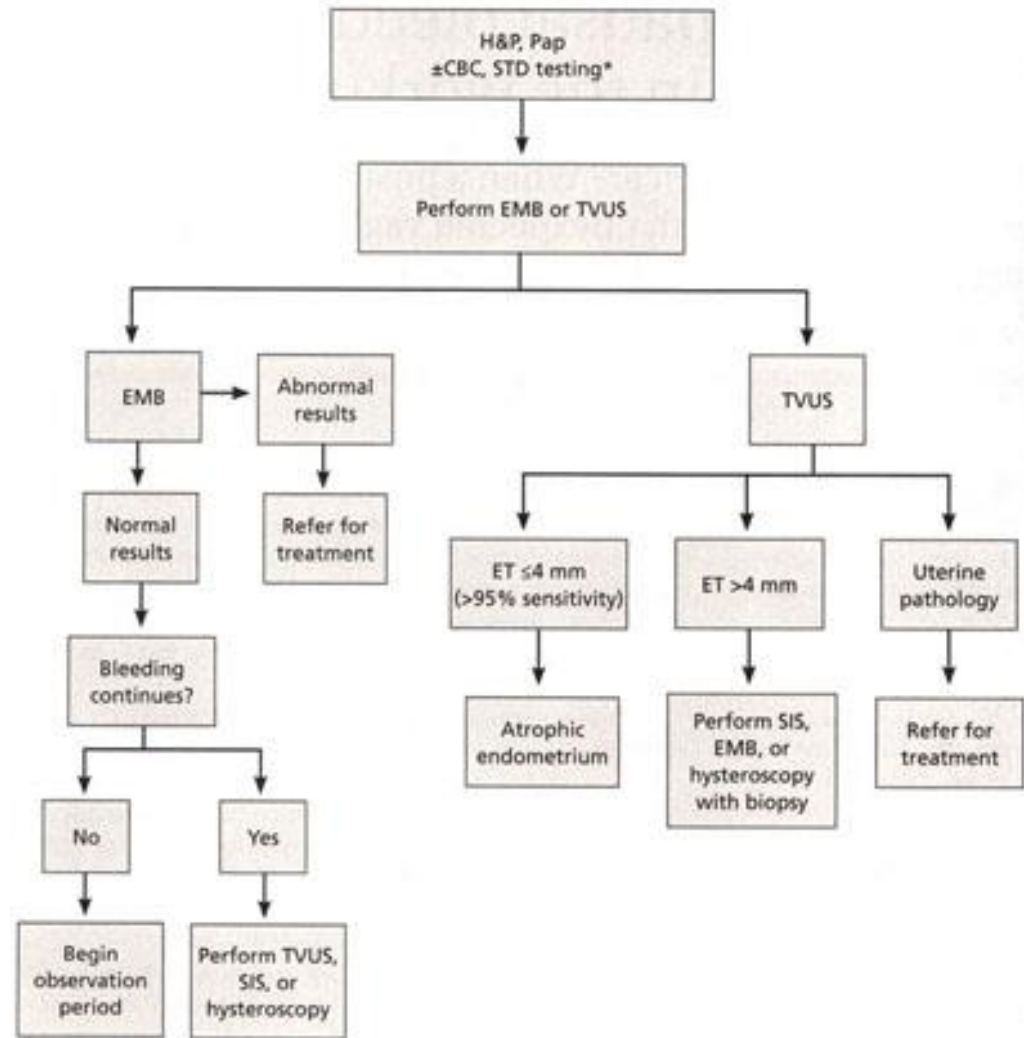 H&P, Pap
±CBC, STD testing*
Perform EMB or TVUS
EMB
Abnormal
results
TVUS
Normal
results
Refer for
treatment
ET ≤4 mm
(>95% sensitivity)
ET >4 mm
Uterine
pathology
Bleeding
continues?
Atrophic
endometrium
Perform SIS,
EMB, or
hysteroscopy
with biopsy
Refer for
treatment
No
Yes
Begin
observation
period
Perform TVUS,
SIS, or
hysteroscopy